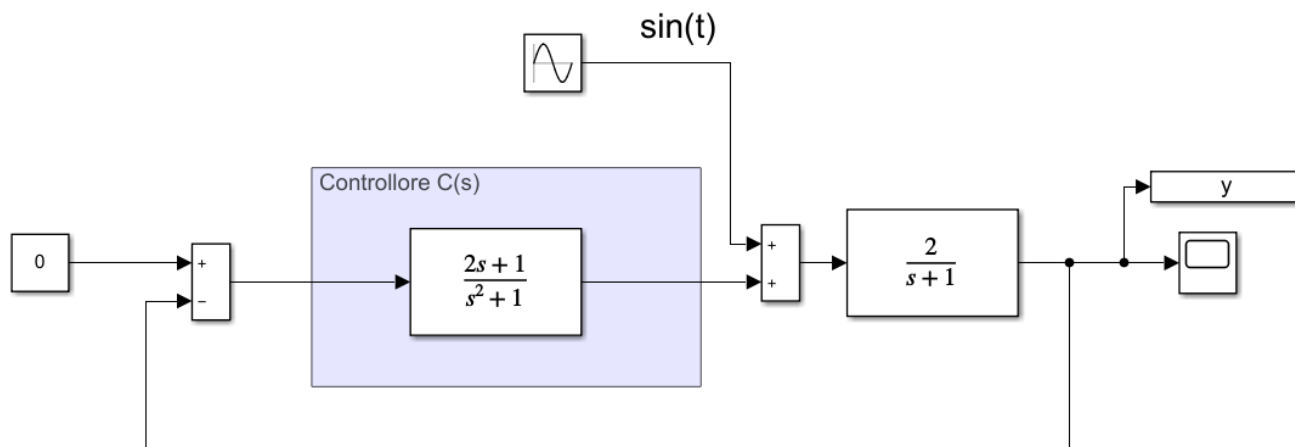 sin(t)
Controllore C(s)
y
0
+
−
2s + 1
s² + 1
+
+
2
s + 1